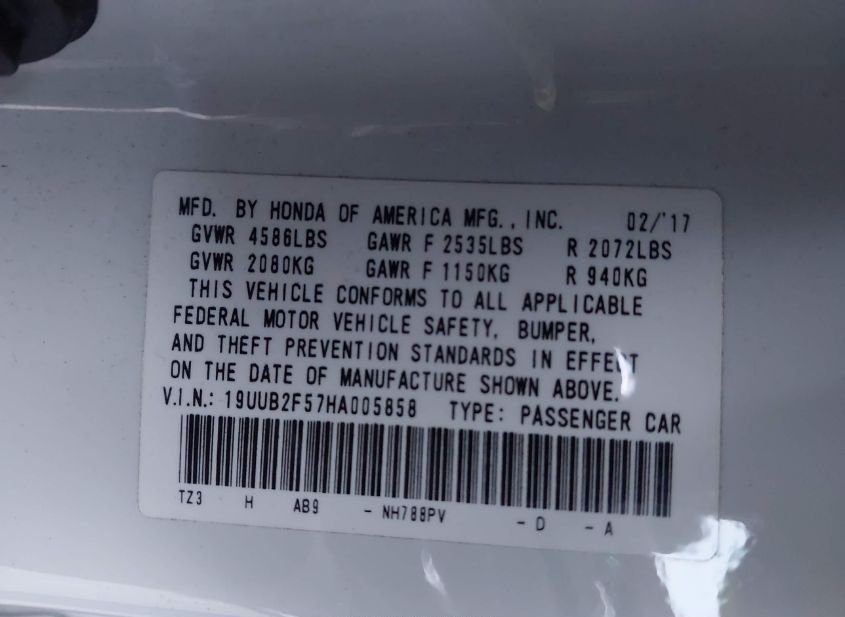 MFD. BY HONDA OF AMERICA MFG., INC. 02/'17
GVWR 4586LBS GAWR F 2535LBS R 2072LBS
GVWR 2080KG GAWR F 1150KG R 940KG
THIS VEHICLE CONFORMS TO ALL APPLICABLE
FEDERAL MOTOR VEHICLE SAFETY, BUMPER,
AND THEFT PREVENTION STANDARDS IN EFFECT
ON THE DATE OF MANUFACTURE SHOWN ABOVE.
V.I.N.: 19UUB2F57HA005858 TYPE: PASSENGER CAR
TZ3 H AB9 - NH788PV - D - A